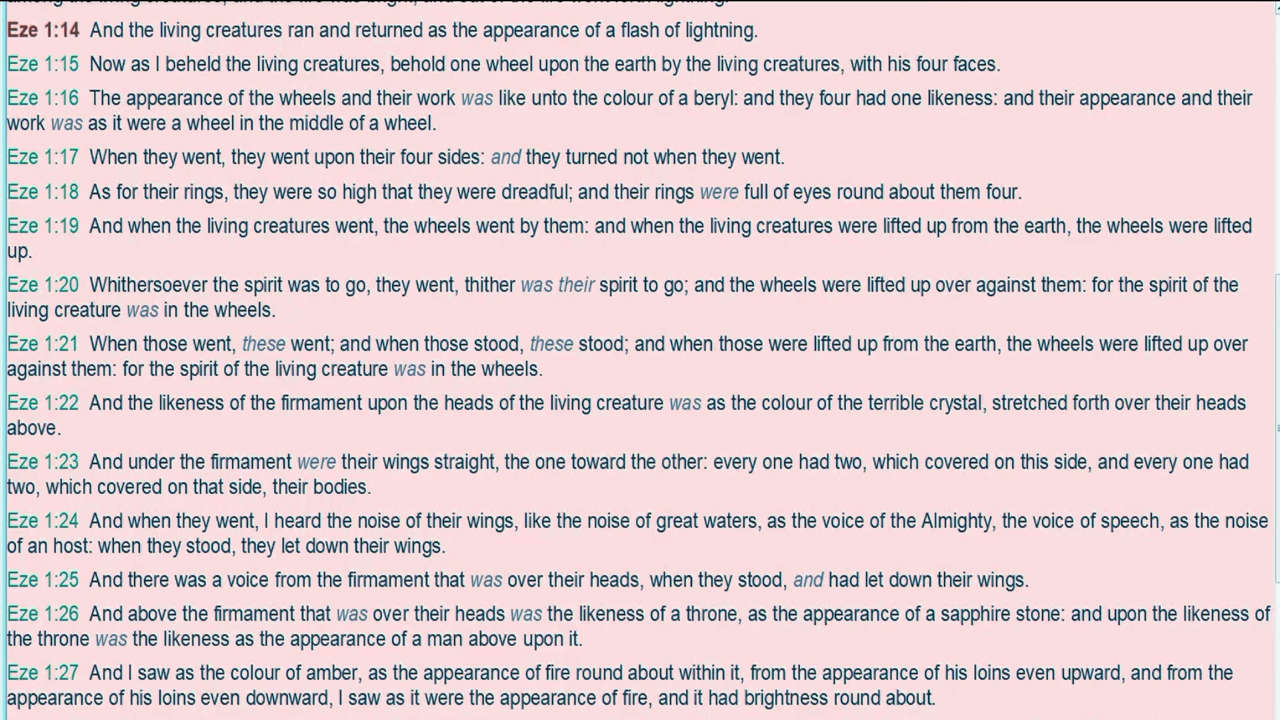 among the living creatures; and the fire was bright, and out of the fire went forth lightning.
Eze 1:14 And the living creatures ran and returned as the appearance of a flash of lightning.
Eze 1:15 Now as I beheld the living creatures, behold one wheel upon the earth by the living creatures, with his four faces.
Eze 1:16 The appearance of the wheels and their work was like unto the colour of a beryl: and they four had one likeness: and their appearance and their
work was as it were a wheel in the middle of a wheel.
Eze 1:17 When they went, they went upon their four sides: and they turned not when they went.
Eze 1:18 As for their rings, they were so high that they were dreadful; and their rings were full of eyes round about them four.
Eze 1:19 And when the living creatures went, the wheels went by them: and when the living creatures were lifted up from the earth, the wheels were lifted
up.
Eze 1:20 Whithersoever the spirit was to go, they went, thither was their spirit to go; and the wheels were lifted up over against them: for the spirit of the
living creature was in the wheels.
Eze 1:21 When those went, these went; and when those stood, these stood; and when those were lifted up from the earth, the wheels were lifted up over
against them: for the spirit of the living creature was in the wheels.
Eze 1:22 And the likeness of the firmament upon the heads of the living creature was as the colour of the terrible crystal, stretched forth over their heads
above.
Eze 1:23 And under the firmament were their wings straight, the one toward the other: every one had two, which covered on this side, and every one had
two, which covered on that side, their bodies.
Eze 1:24 And when they went, I heard the noise of their wings, like the noise of great waters, as the voice of the Almighty, the voice of speech, as the noise
of an host: when they stood, they let down their wings.
Eze 1:25 And there was a voice from the firmament that was over their heads, when they stood, and had let down their wings.
Eze 1:26 And above the firmament that was over their heads was the likeness of a throne, as the appearance of a sapphire stone: and upon the likeness of
the throne was the likeness as the appearance of a man above upon it.
Eze 1:27 And I saw as the colour of amber, as the appearance of fire round about within it, from the appearance of his loins even upward, and from the
appearance of his loins even downward, I saw as it were the appearance of fire, and it had brightness round about.